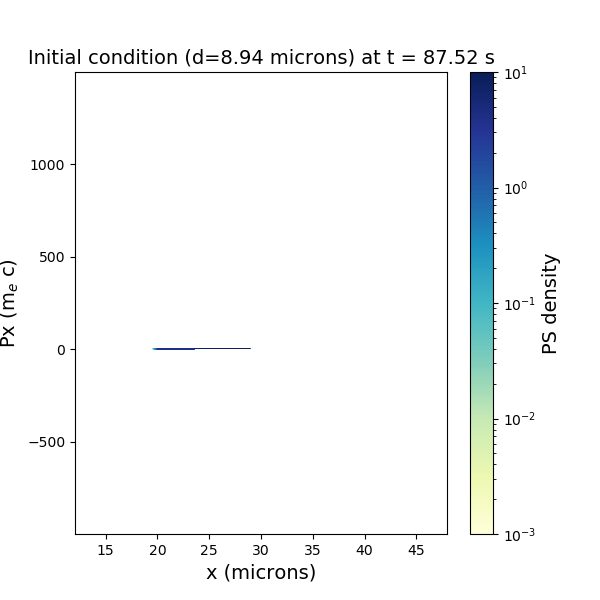 Initial condition (d=8.94 microns) at t = 87.52 s
1000
500
0
−500
Px (mₑ c)
15 20 25 30 35 40 45
x (microns)
10¹
10⁰
10⁻¹
10⁻²
10⁻³
PS density